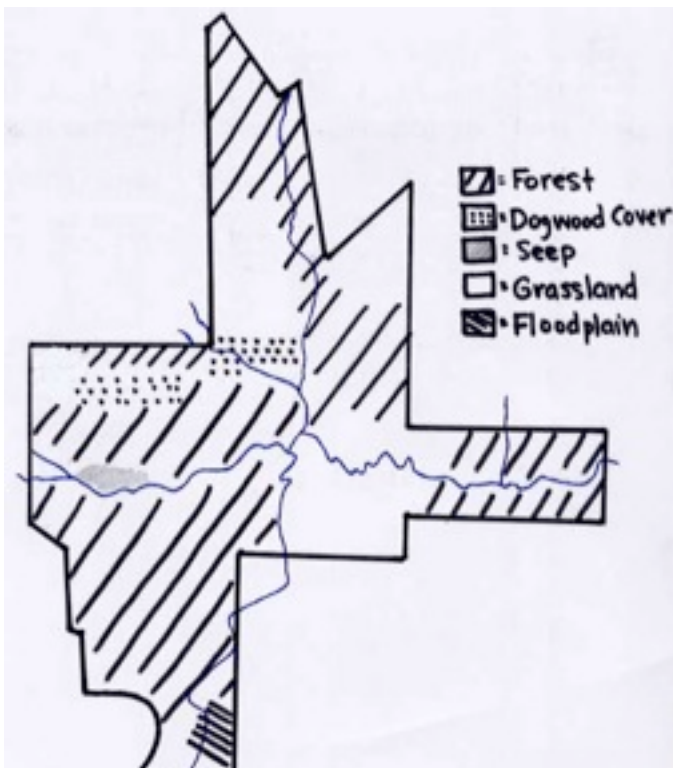 = Forest
= Dogwood Cover
= Seep
= Grassland
= Floodplain